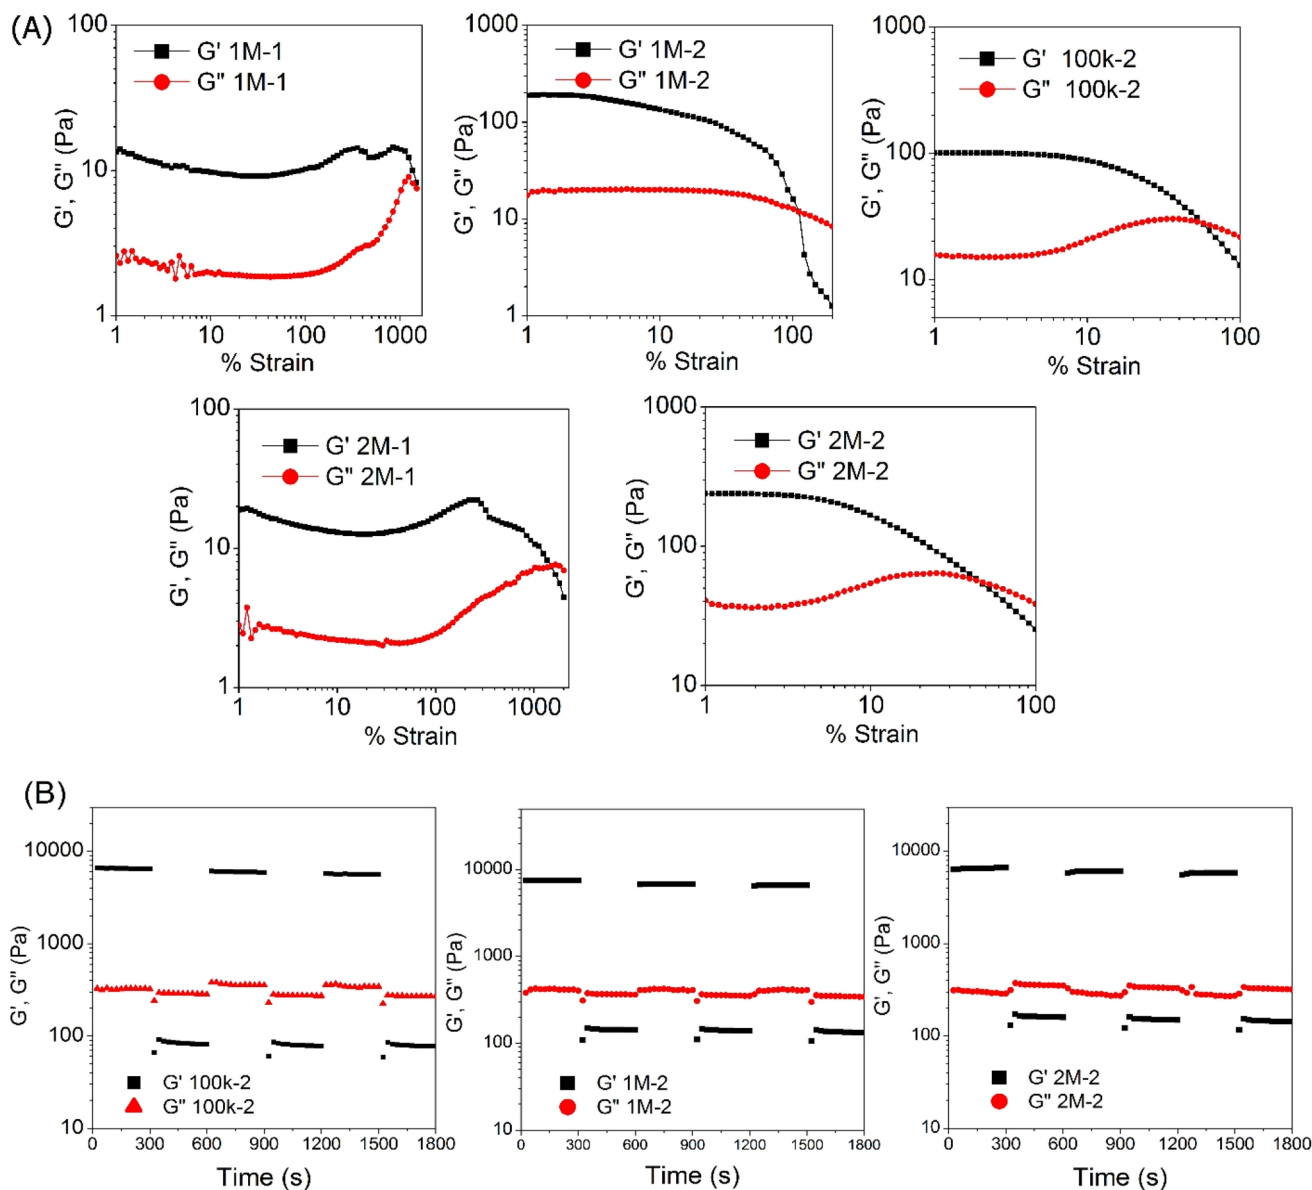 (A)
G' 1M-1
G" 1M-1
100
10
1
G', G" (Pa)
1 10 100 1000
% Strain
G' 1M-2
G" 1M-2
1000
100
10
1
G', G" (Pa)
1 10 100
% Strain
G' 100k-2
G" 100k-2
1000
100
10
G', G" (Pa)
1 10 100
% Strain
G' 2M-1
G" 2M-1
100
10
1
G', G" (Pa)
1 10 100 1000
% Strain
G' 2M-2
G" 2M-2
1000
100
10
G', G" (Pa)
1 10 100
% Strain
(B)
10000
1000
100
10
G', G" (Pa)
G' 100k-2
G" 100k-2
0 300 600 900 1200 1500 1800
Time (s)
10000
1000
100
10
G', G" (Pa)
G' 1M-2
G" 1M-2
0 300 600 900 1200 1500 1800
Time (s)
10000
1000
100
10
G', G" (Pa)
G' 2M-2
G" 2M-2
0 300 600 900 1200 1500 1800
Time (s)